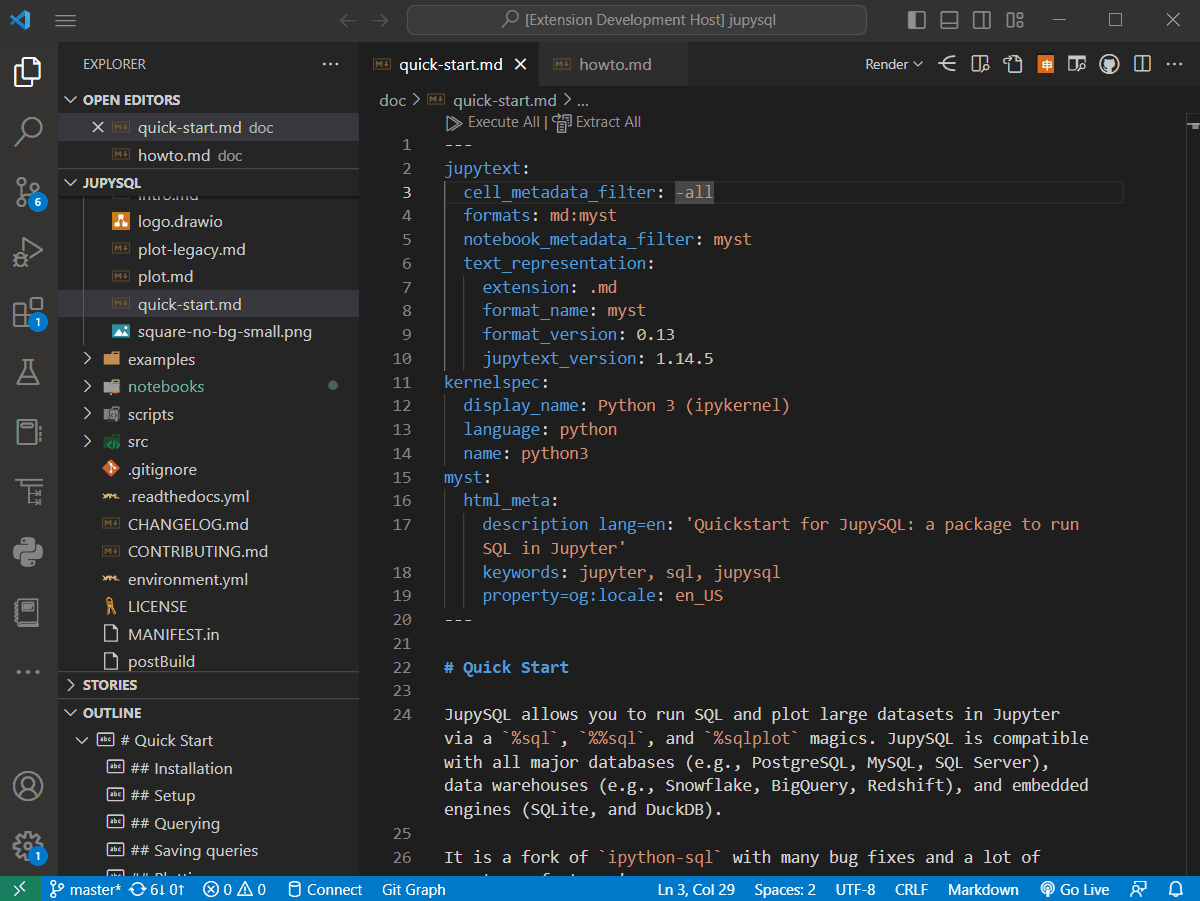 [Extension Development Host] jupysql
EXPLORER
OPEN EDITORS
quick-start.md doc
howto.md doc
JUPYSQL
intro.md
logo.drawio
plot-legacy.md
plot.md
quick-start.md
square-no-bg-small.png
examples
notebooks
scripts
src
.gitignore
.readthedocs.yml
CHANGELOG.md
CONTRIBUTING.md
environment.yml
LICENSE
MANIFEST.in
postBuild
STORIES
OUTLINE
# Quick Start
## Installation
## Setup
## Querying
## Saving queries
6
1
1
quick-start.md
howto.md
Render
doc > quick-start.md > ...
Execute All | Extract All
1 ---
2 jupytext:
3 cell_metadata_filter: -all
4 formats: md:myst
5 notebook_metadata_filter: myst
6 text_representation:
7 extension: .md
8 format_name: myst
9 format_version: 0.13
10 jupytext_version: 1.14.5
11 kernelspec:
12 display_name: Python 3 (ipykernel)
13 language: python
14 name: python3
15 myst:
16 html_meta:
17 description lang=en: 'Quickstart for JupySQL: a package to run
SQL in Jupyter'
18 keywords: jupyter, sql, jupysql
19 property=og:locale: en_US
20 ---
21
22 # Quick Start
23
24 JupySQL allows you to run SQL and plot large datasets in Jupyter
via a `%sql`, `%%sql`, and `%sqlplot` magics. JupySQL is compatible
with all major databases (e.g., PostgreSQL, MySQL, SQL Server),
data warehouses (e.g., Snowflake, BigQuery, Redshift), and embedded
engines (SQLite, and DuckDB).
25
26 It is a fork of `ipython-sql` with many bug fixes and a lot of
master* 6↓ 0↑ 0 0 Connect Git Graph Ln 3, Col 29 Spaces: 2 UTF-8 CRLF Markdown Go Live